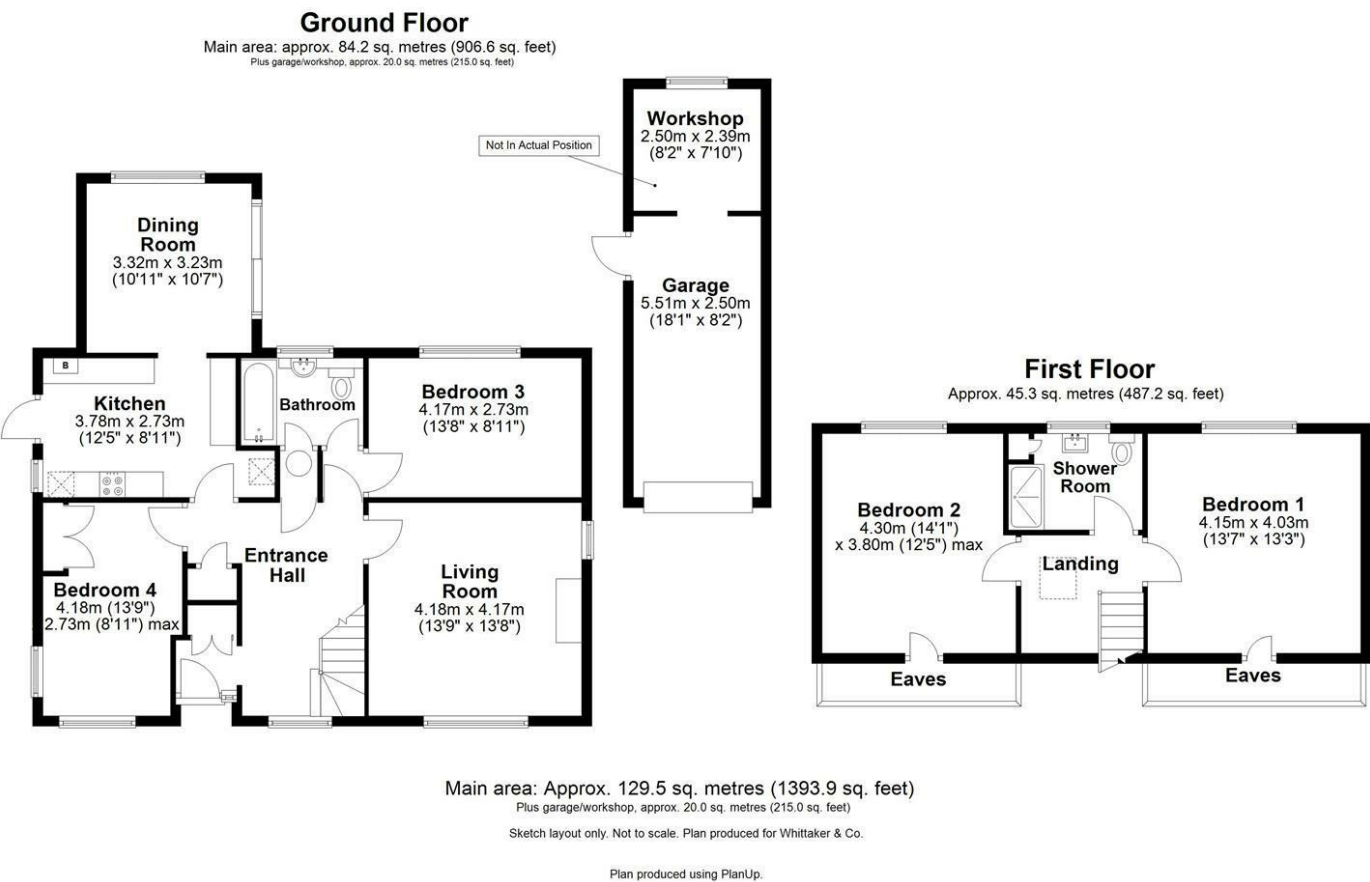 Ground Floor
Main area: approx. 84.2 sq. metres (906.6 sq. feet)
Plus garage/workshop, approx. 20.0 sq. metres (215.0 sq. feet)
Workshop
2.50m x 2.39m
(8'2" x 7'10")
Not In Actual Position
Dining
Room
3.32m x 3.23m
(10'11" x 10'7")
Garage
5.51m x 2.50m
(18'1" x 8'2")
B
Kitchen
3.78m x 2.73m
(12'5" x 8'11")
Bathroom
Bedroom 3
4.17m x 2.73m
(13'8" x 8'11")
Entrance
Hall
Living
Room
4.18m x 4.17m
(13'9" x 13'8")
Bedroom 4
4.18m (13'9")
2.73m (8'11") max
First Floor
Approx. 45.3 sq. metres (487.2 sq. feet)
Shower
Room
Bedroom 2
4.30m (14'1")
x 3.80m (12'5") max
Bedroom 1
4.15m x 4.03m
(13'7" x 13'3")
Landing
Eaves
Eaves
Main area: Approx. 129.5 sq. metres (1393.9 sq. feet)
Plus garage/workshop, approx. 20.0 sq. metres (215.0 sq. feet)
Sketch layout only. Not to scale. Plan produced for Whittaker & Co.
Plan produced using PlanUp.